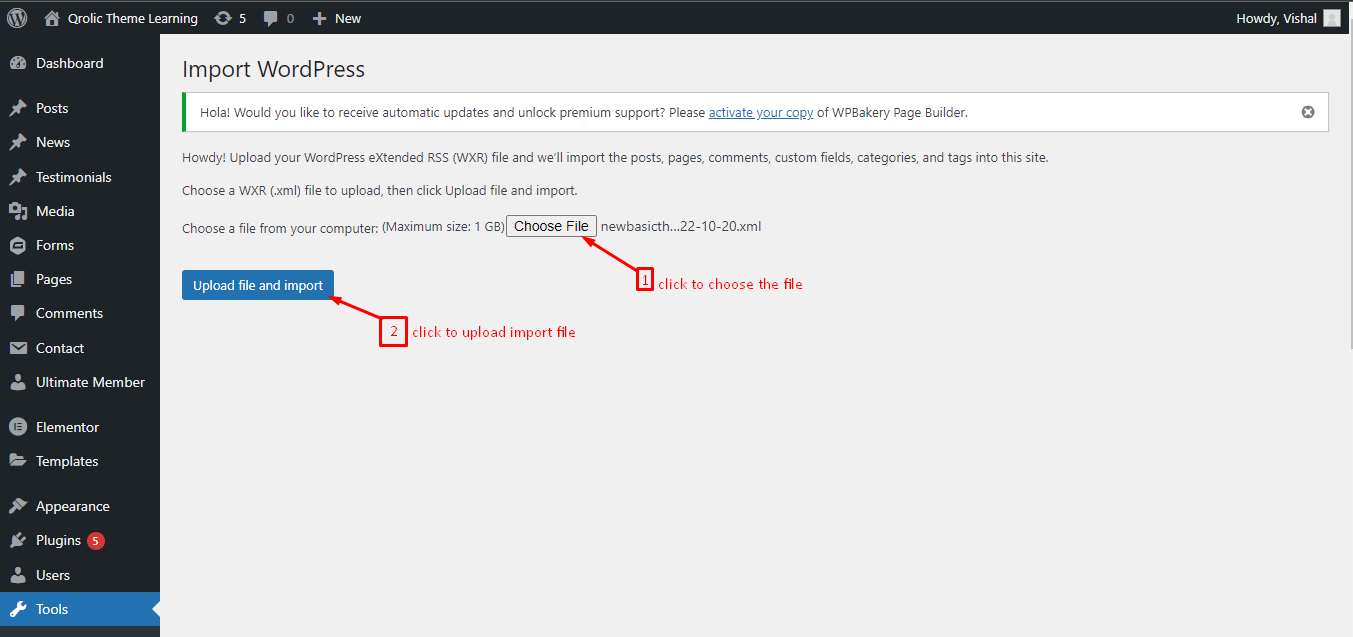 Qrolic Theme Learning 5 0 New Howdy, Vishal
Dashboard
Posts
News
Testimonials
Media
Forms
Pages
Comments
Contact
Ultimate Member
Elementor
Templates
Appearance
Plugins 5
Users
Tools
Import WordPress
Hola! Would you like to receive automatic updates and unlock premium support? Please activate your copy of WPBakery Page Builder.
Howdy! Upload your WordPress eXtended RSS (WXR) file and we’ll import the posts, pages, comments, custom fields, categories, and tags into this site.
Choose a WXR (.xml) file to upload, then click Upload file and import.
Choose a file from your computer: (Maximum size: 1 GB) Choose File newbasicth...22-10-20.xml
1 click to choose the file
Upload file and import
2 click to upload import file